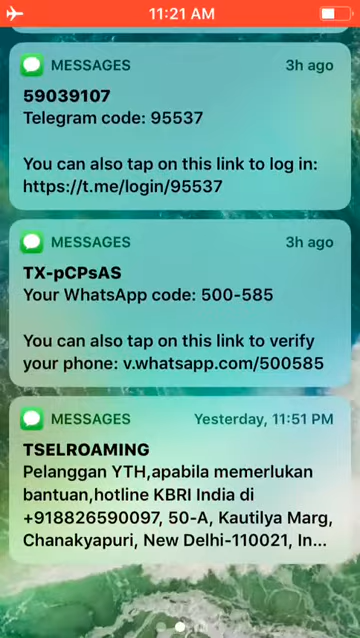 11:21 AM
MESSAGES 3h ago
59039107
Telegram code: 95537
You can also tap on this link to log in:
https://t.me/login/95537
MESSAGES 3h ago
TX-pCPsAS
Your WhatsApp code: 500-585
You can also tap on this link to verify
your phone: v.whatsapp.com/500585
MESSAGES Yesterday, 11:51 PM
TSELROAMING
Pelanggan YTH,apabila memerlukan
bantuan,hotline KBRI India di
+918826590097, 50-A, Kautilya Marg,
Chanakyapuri, New Delhi-110021, In...